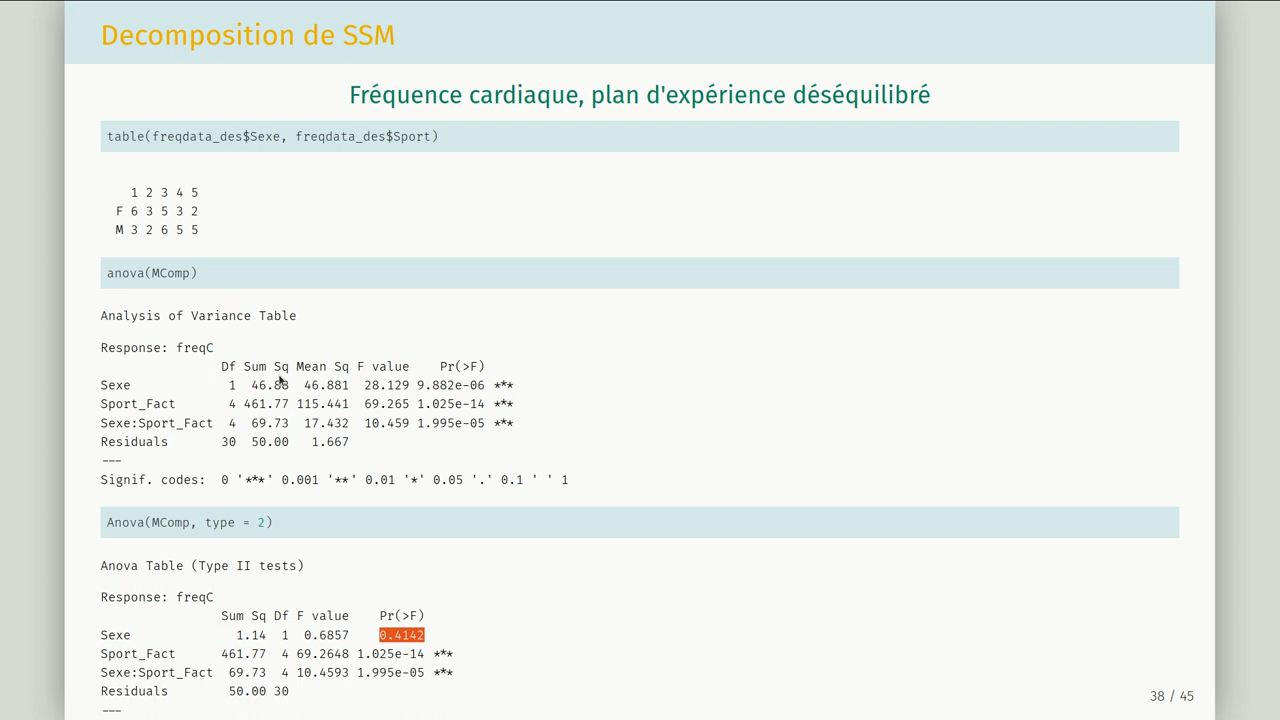 Decomposition de SSM
Fréquence cardiaque, plan d'expérience déséquilibré
table(freqdata_des$Sexe, freqdata_des$Sport)
1 2 3 4 5
F 6 3 5 3 2
M 3 2 6 5 5
anova(MComp)
Analysis of Variance Table
Response: freqC
Df Sum Sq Mean Sq F value Pr(>F)
Sexe 1 46.88 46.881 28.129 9.882e-06 ***
Sport_Fact 4 461.77 115.441 69.265 1.025e-14 ***
Sexe:Sport_Fact 4 69.73 17.432 10.459 1.995e-05 ***
Residuals 30 50.00 1.667
---
Signif. codes: 0 '***' 0.001 '**' 0.01 '*' 0.05 '.' 0.1 ' ' 1
Anova(MComp, type = 2)
Anova Table (Type II tests)
Response: freqC
Sum Sq Df F value Pr(>F)
Sexe 1.14 1 0.6857 0.4142
Sport_Fact 461.77 4 69.2648 1.025e-14 ***
Sexe:Sport_Fact 69.73 4 10.4593 1.995e-05 ***
Residuals 50.00 30
---
38 / 45